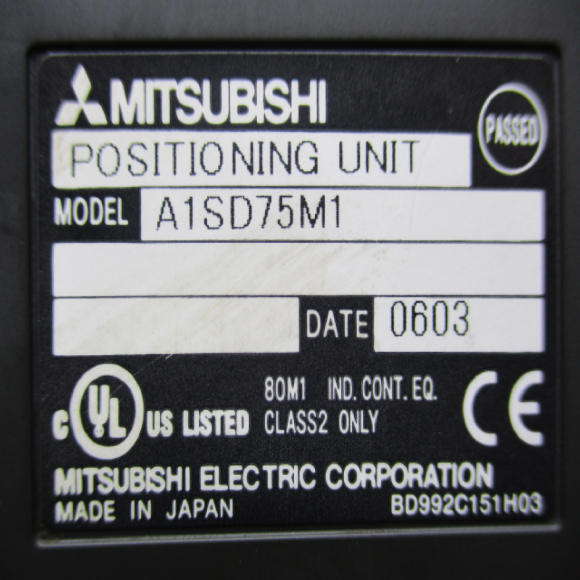 MITSUBISHI
PASSED
POSITIONING UNIT
MODEL A1SD75M1
DATE 0603
80M1 IND. CONT. EQ.
C UL US LISTED CLASS2 ONLY
CE
MITSUBISHI ELECTRIC CORPORATION
MADE IN JAPAN BD992C151H03